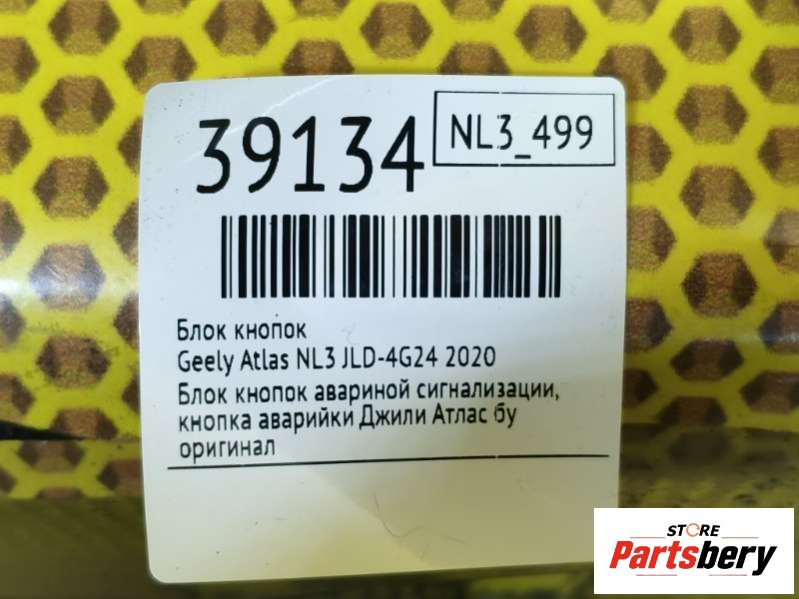 39134
NL3_499
Блок кнопок
Geely Atlas NL3 JLD-4G24 2020
Блок кнопок авариной сигнализации,
кнопка аварийки Джили Атлас бу
оригинал
STORE
Partsbery